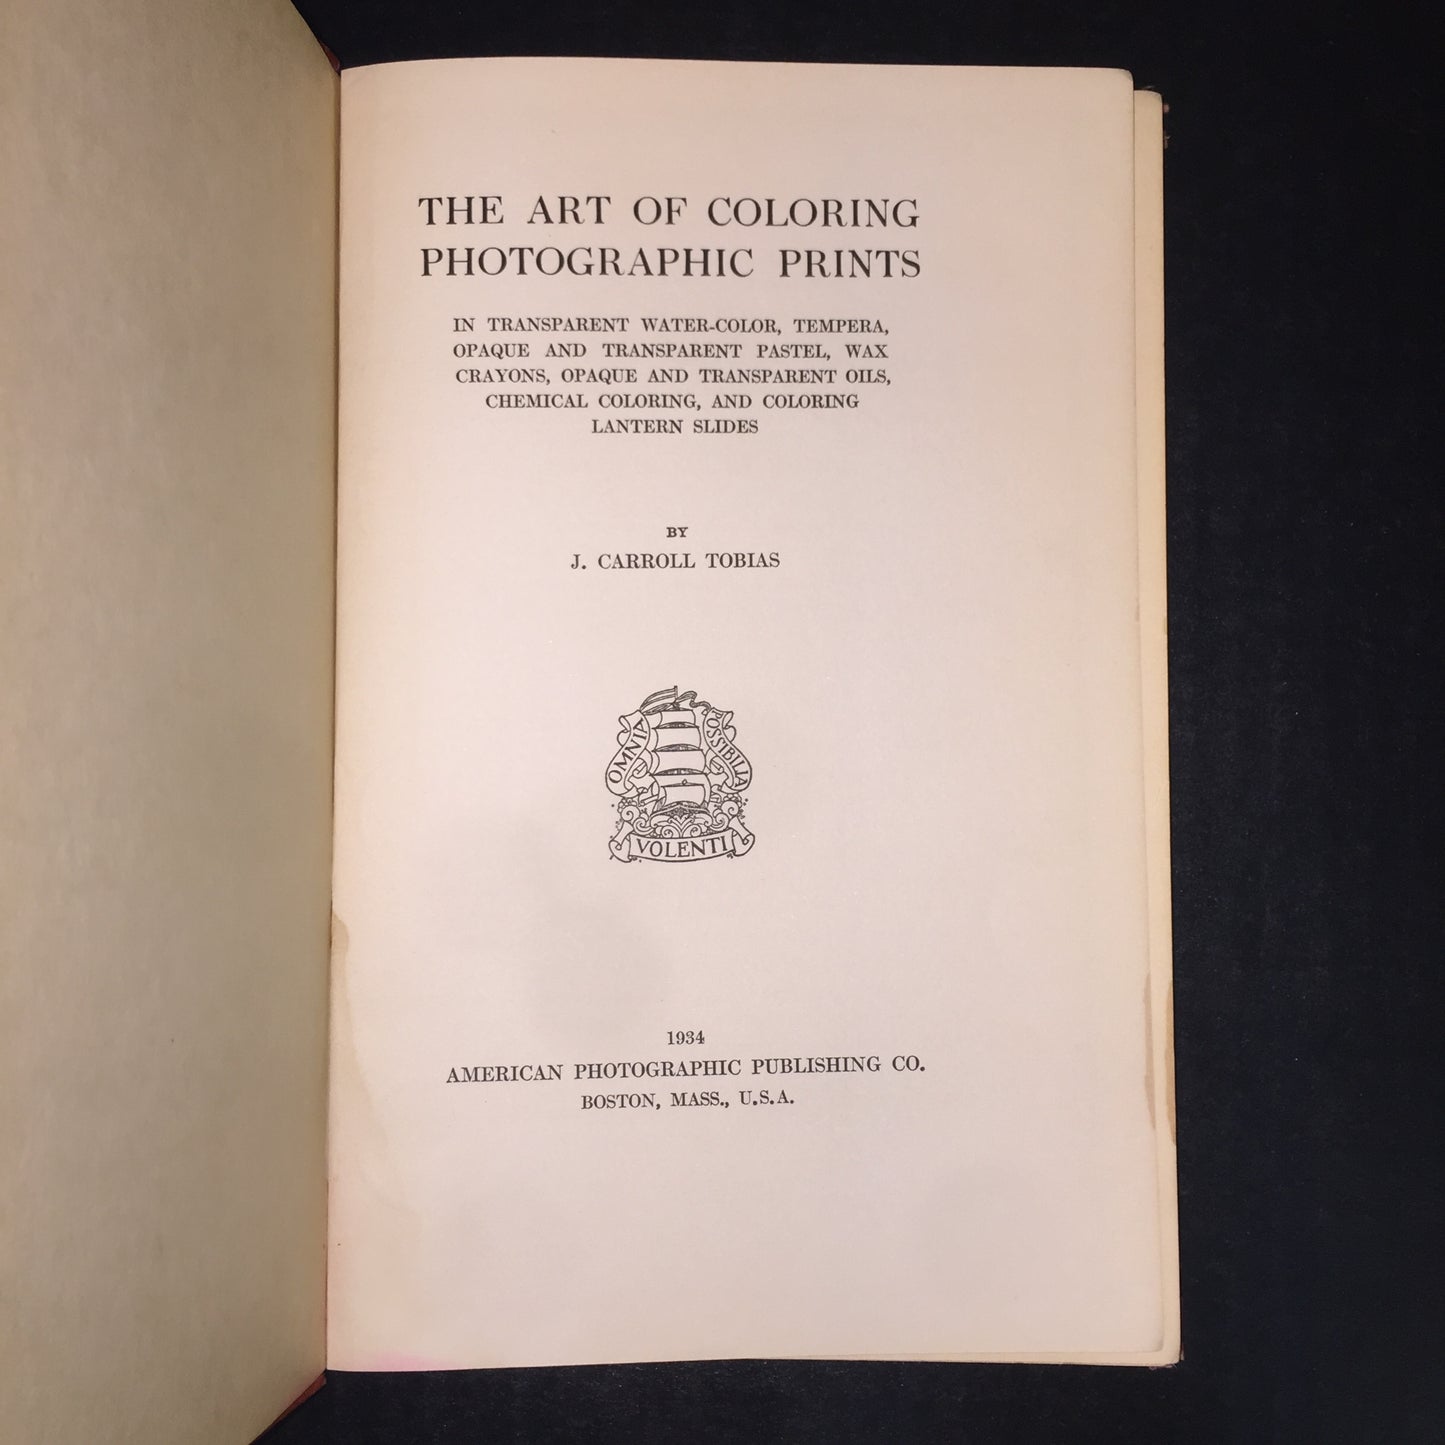 THE ART OF COLORING
PHOTOGRAPHIC PRINTS
IN TRANSPARENT WATER-COLOR, TEMPERA,
OPAQUE AND TRANSPARENT PASTEL, WAX
CRAYONS, OPAQUE AND TRANSPARENT OILS,
CHEMICAL COLORING, AND COLORING
LANTERN SLIDES
BY
J. CARROLL TOBIAS
OMNIA
POSSIBILIA
VOLENTI
1934
AMERICAN PHOTOGRAPHIC PUBLISHING CO.
BOSTON, MASS., U.S.A.